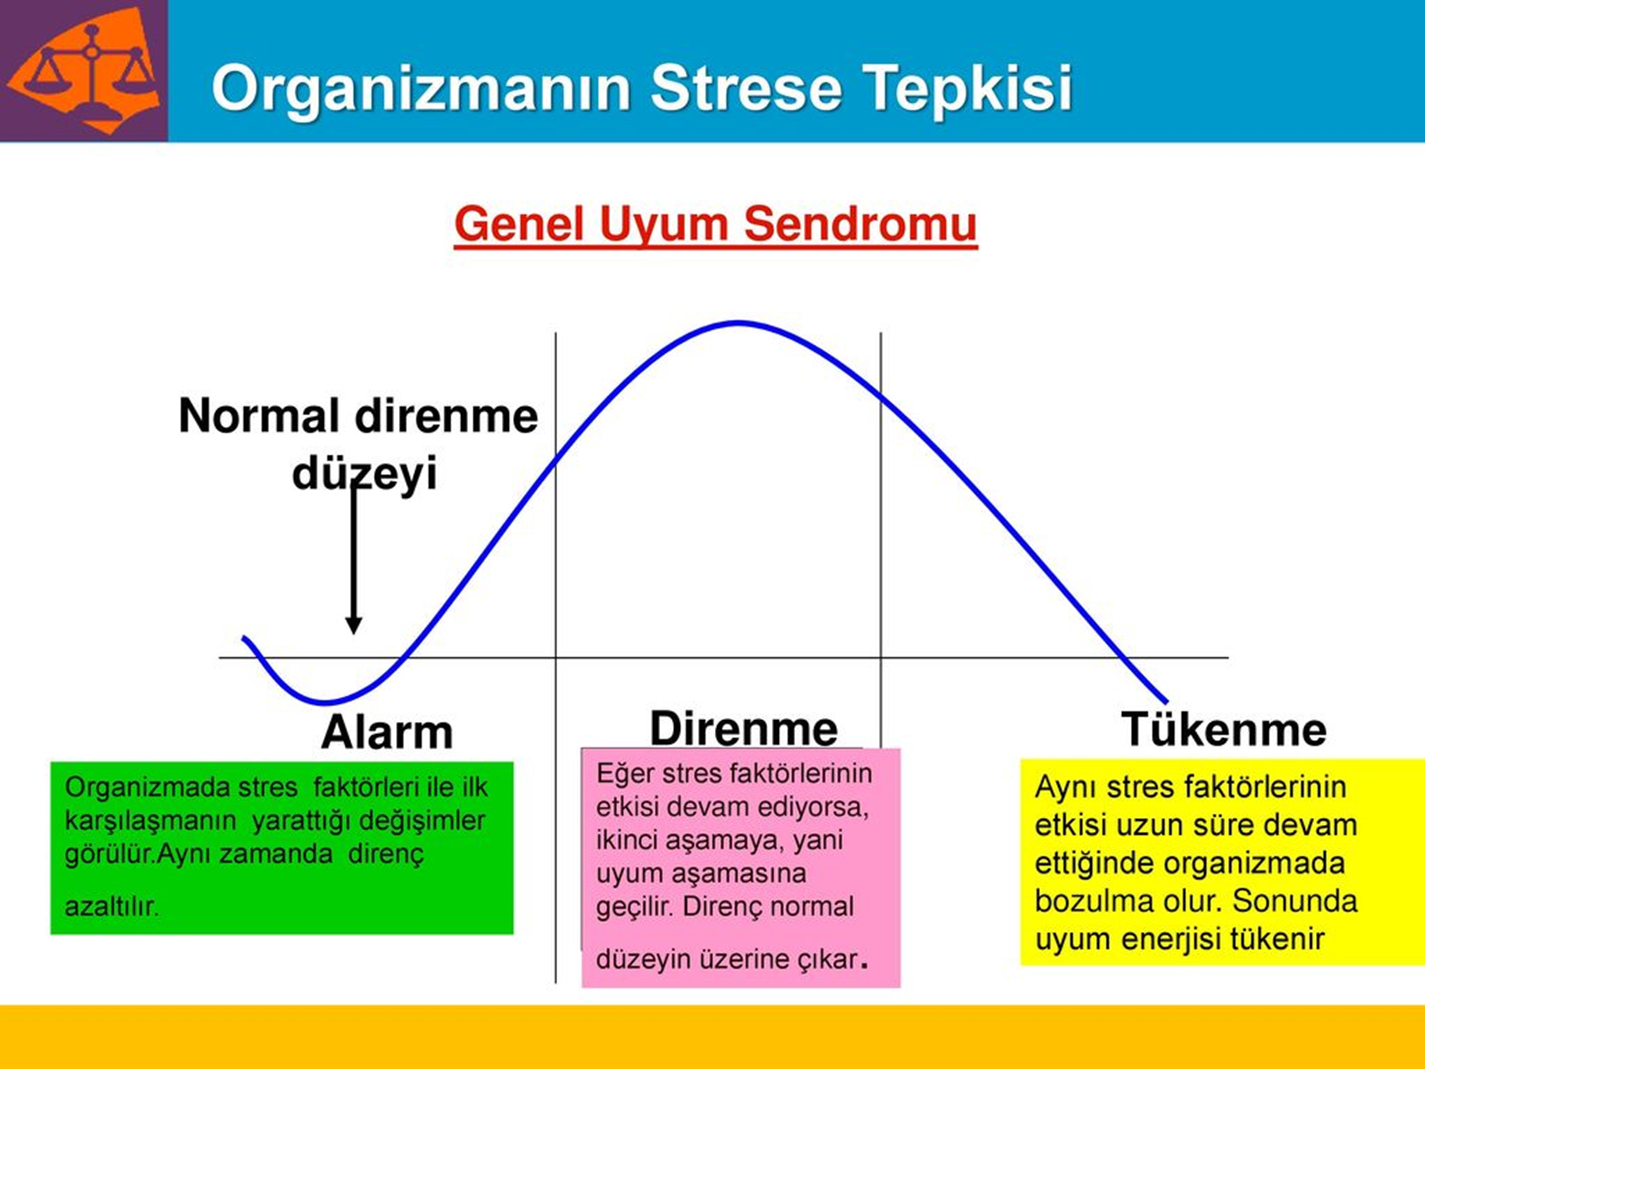 Organizmanın Strese Tepkisi
Genel Uyum Sendromu
Normal direnme
düzeyi
Alarm
Organizmada stres  faktörleri ile ilk
karşılaşmanın  yarattığı değişimler
görülür.Aynı zamanda  direnç
azaltılır.
Direnme
Eğer stres faktörlerinin
etkisi devam ediyorsa,
ikinci aşamaya, yani
uyum aşamasına
geçilir. Direnç normal
düzeyin üzerine çıkar.
Tükenme
Aynı stres faktörlerinin
etkisi uzun süre devam
ettiğinde organizmada
bozulma olur. Sonunda
uyum enerjisi tükenir